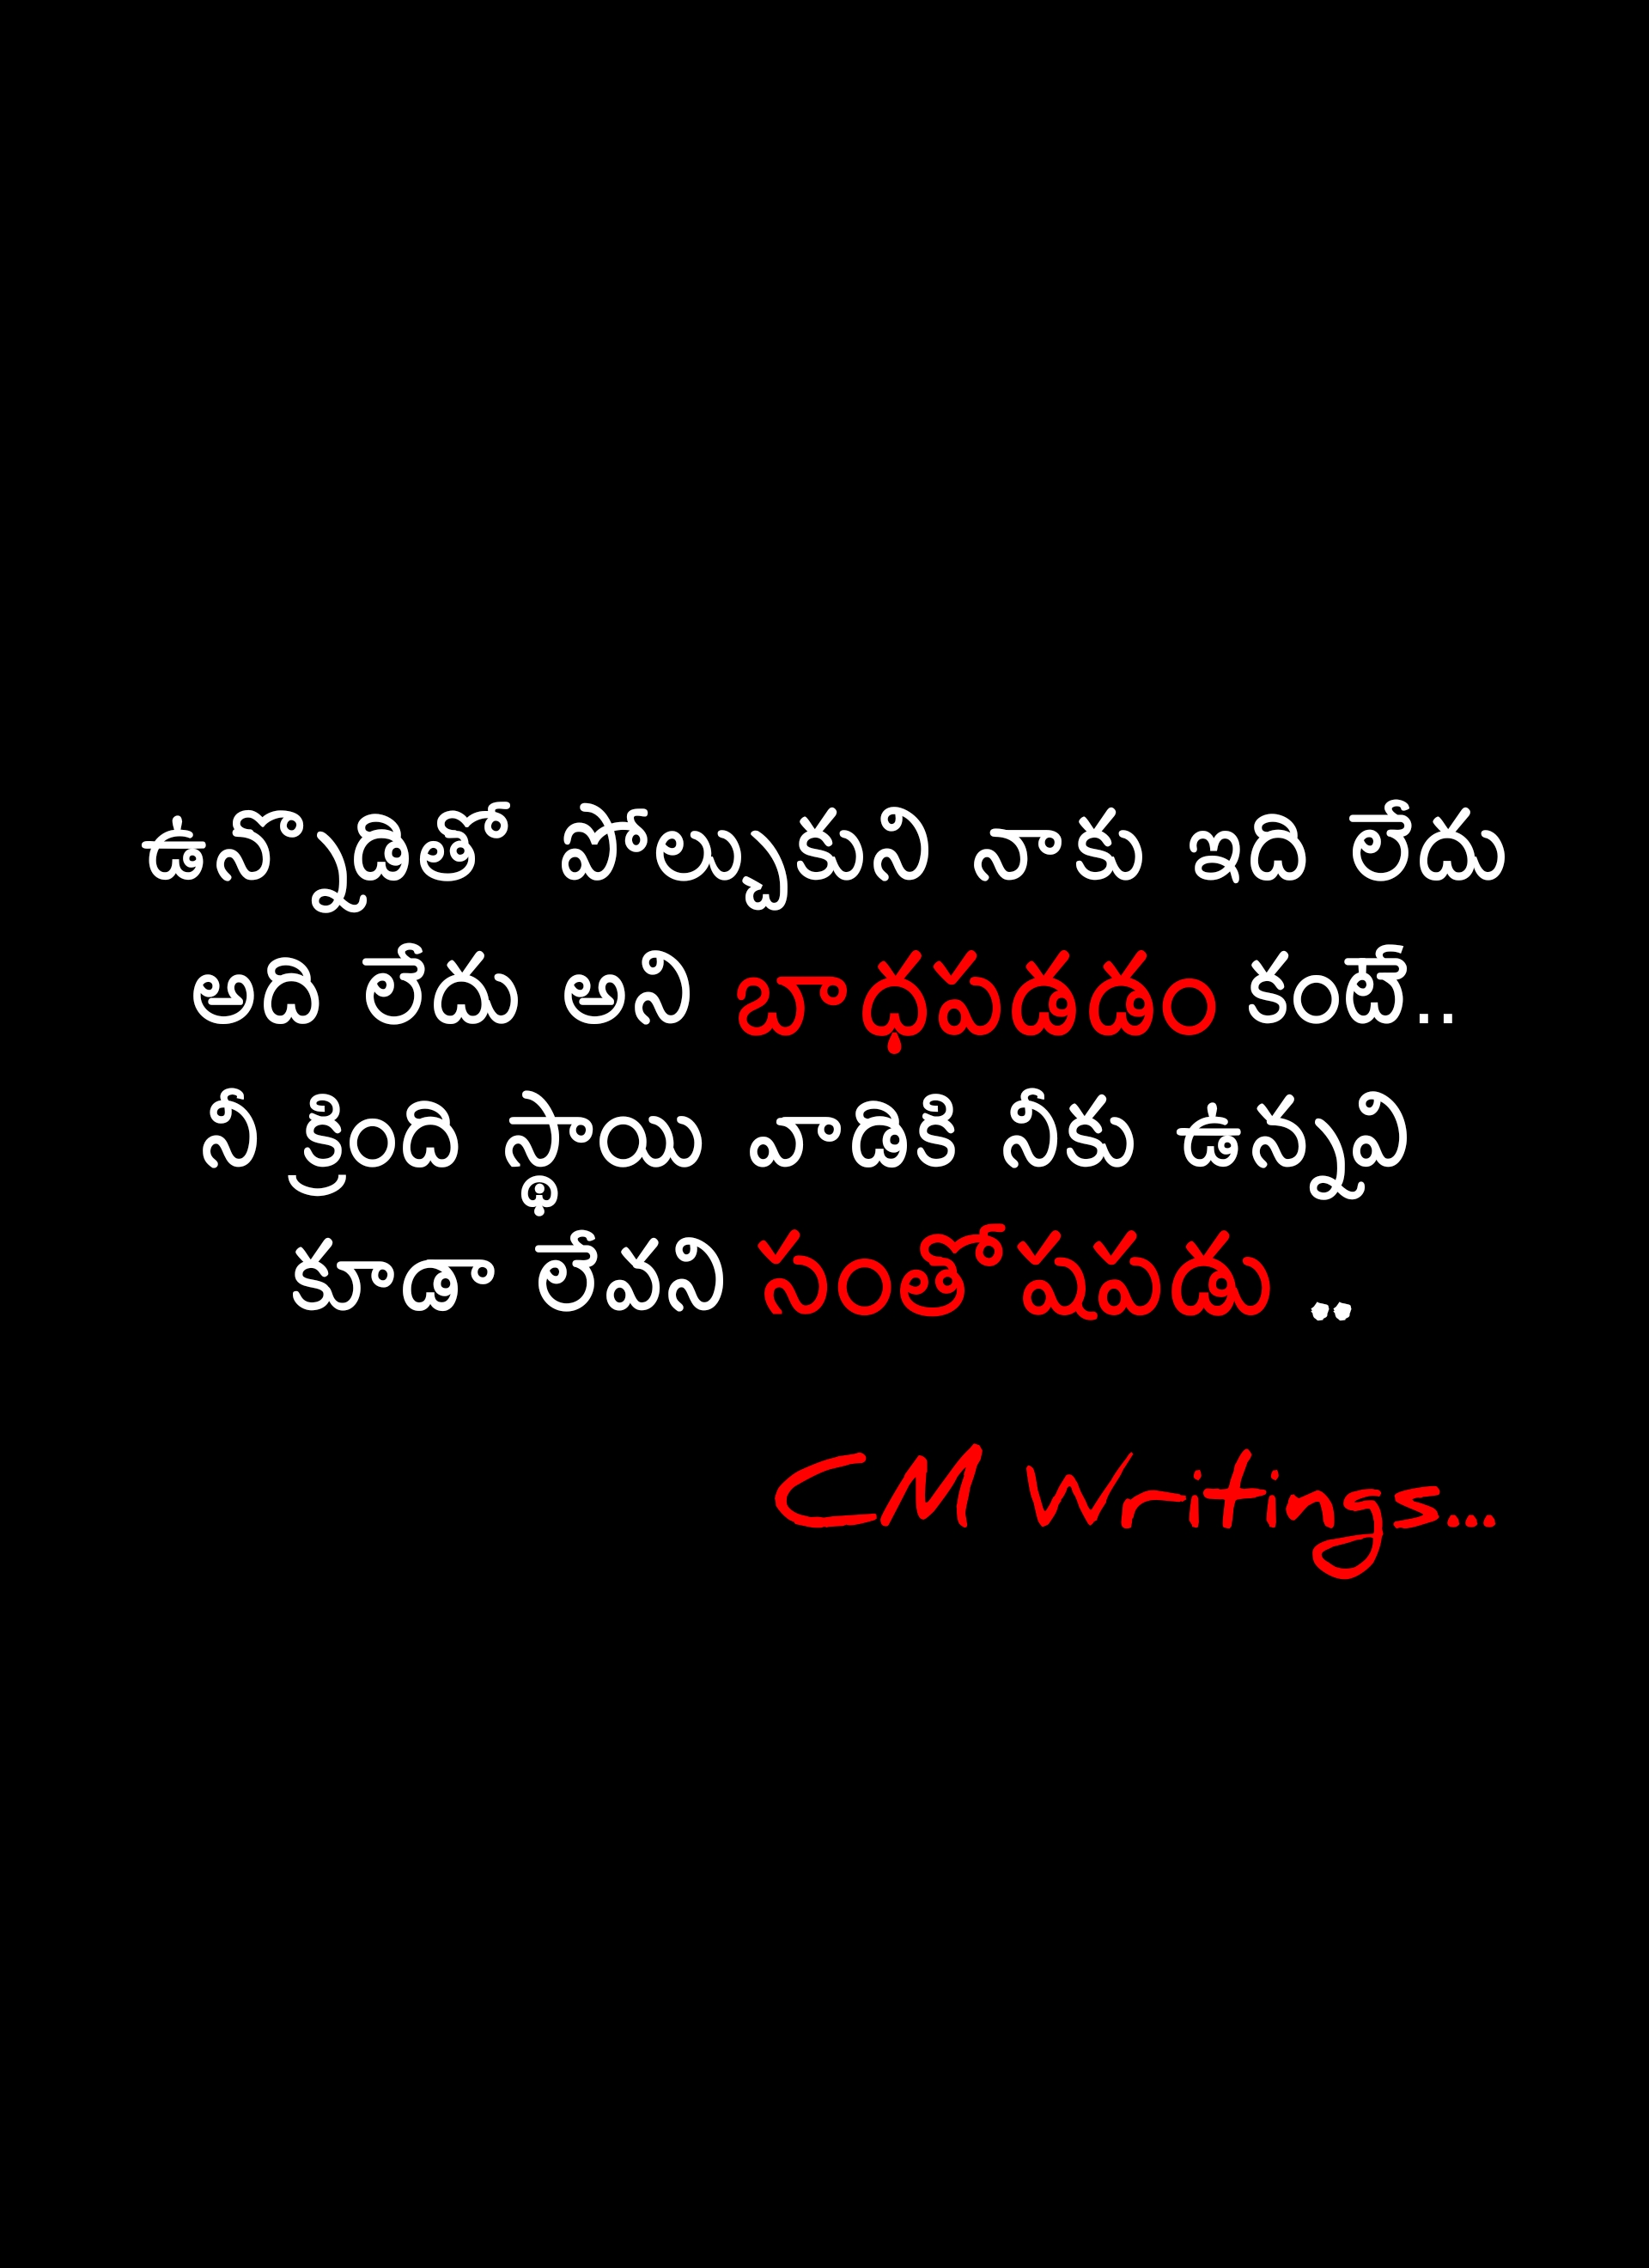 ఉన్నోడితో పోల్చుకుని నాకు ఇది లేదు
అది లేదు అని బాధపడడం కంటే..
నీ క్రింది స్థాయి వాడికి నీకు ఉన్నవి
కూడా లేవని సంతోషపడు ..
CM Writings...